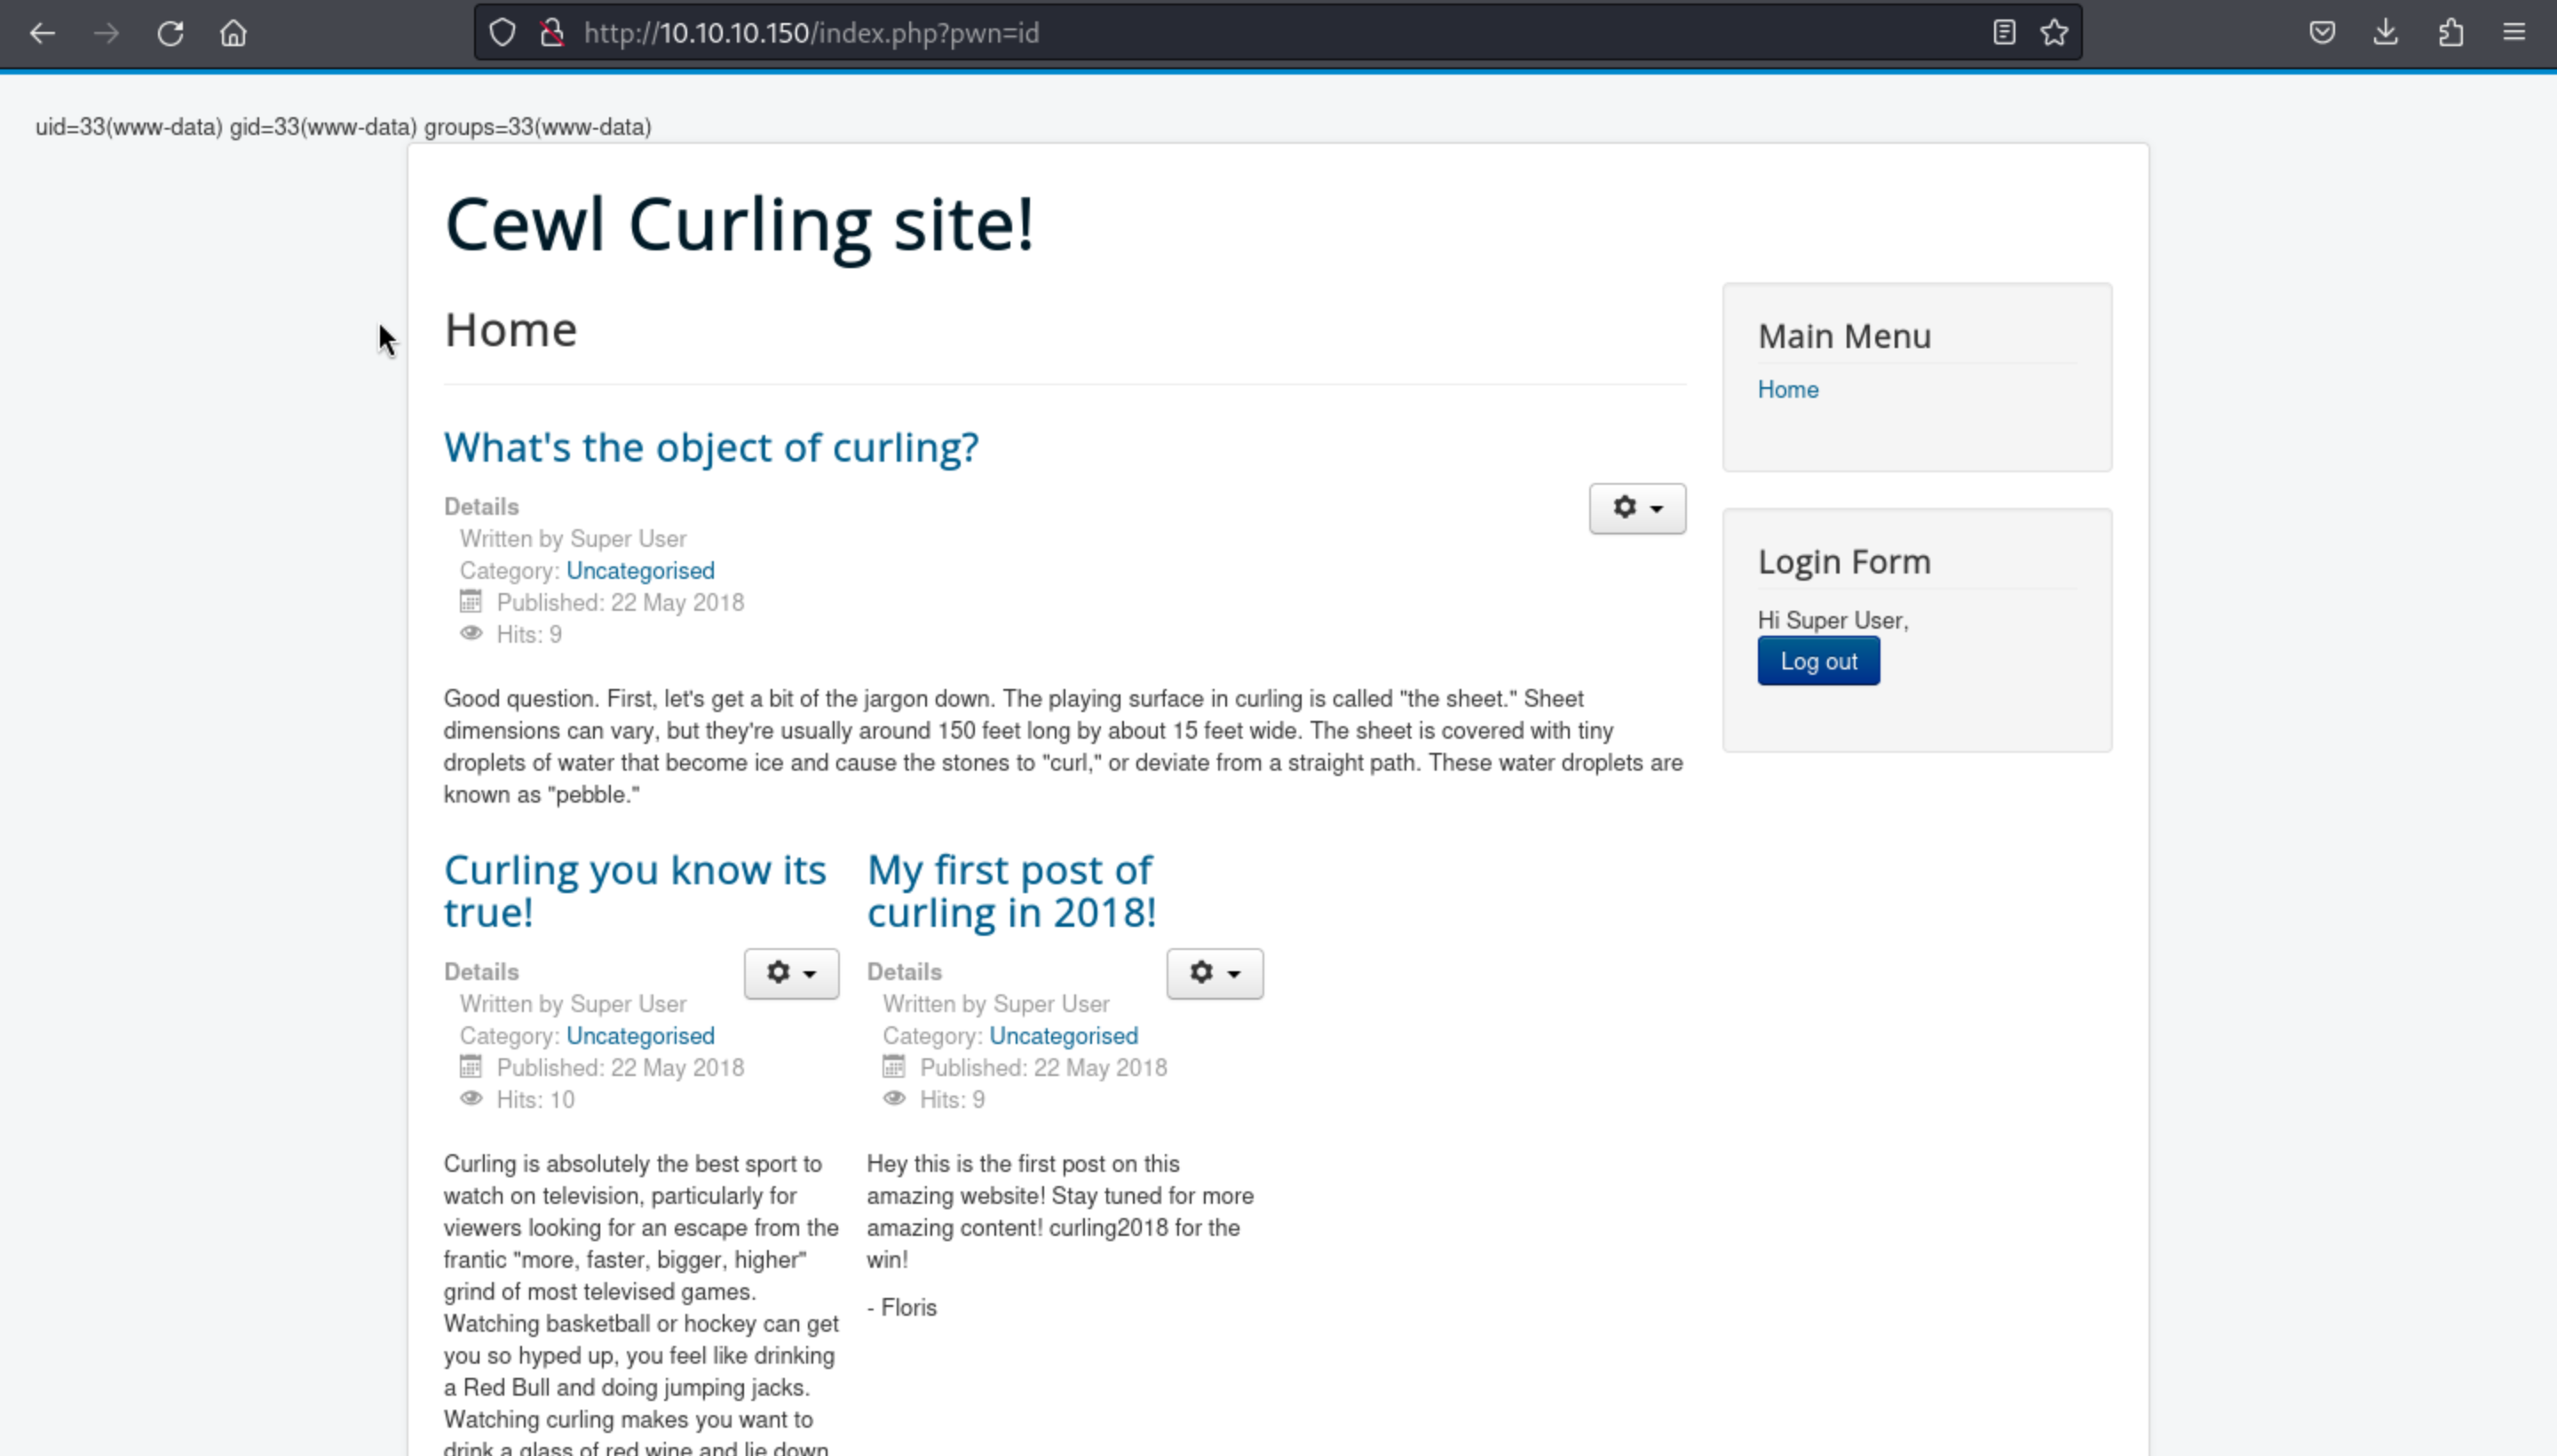 http://10.10.10.150/index.php?pwn=id
uid=33(www-data) gid=33(www-data) groups=33(www-data)
Cewl Curling site!
Home
What's the object of curling?
Details
Written by Super User
Category: Uncategorised
Published: 22 May 2018
Hits: 9
Good question. First, let's get a bit of the jargon down. The playing surface in curling is called "the sheet." Sheet
dimensions can vary, but they're usually around 150 feet long by about 15 feet wide. The sheet is covered with tiny
droplets of water that become ice and cause the stones to "curl," or deviate from a straight path. These water droplets are
known as "pebble."
Curling you know its
true!
Details
Written by Super User
Category: Uncategorised
Published: 22 May 2018
Hits: 10
Curling is absolutely the best sport to
watch on television, particularly for
viewers looking for an escape from the
frantic "more, faster, bigger, higher"
grind of most televised games.
Watching basketball or hockey can get
you so hyped up, you feel like drinking
a Red Bull and doing jumping jacks.
Watching curling makes you want to
drink a glass of red wine and lie down
My first post of
curling in 2018!
Details
Written by Super User
Category: Uncategorised
Published: 22 May 2018
Hits: 9
Hey this is the first post on this
amazing website! Stay tuned for more
amazing content! curling2018 for the
win!
- Floris
Main Menu
Home
Login Form
Hi Super User,
Log out